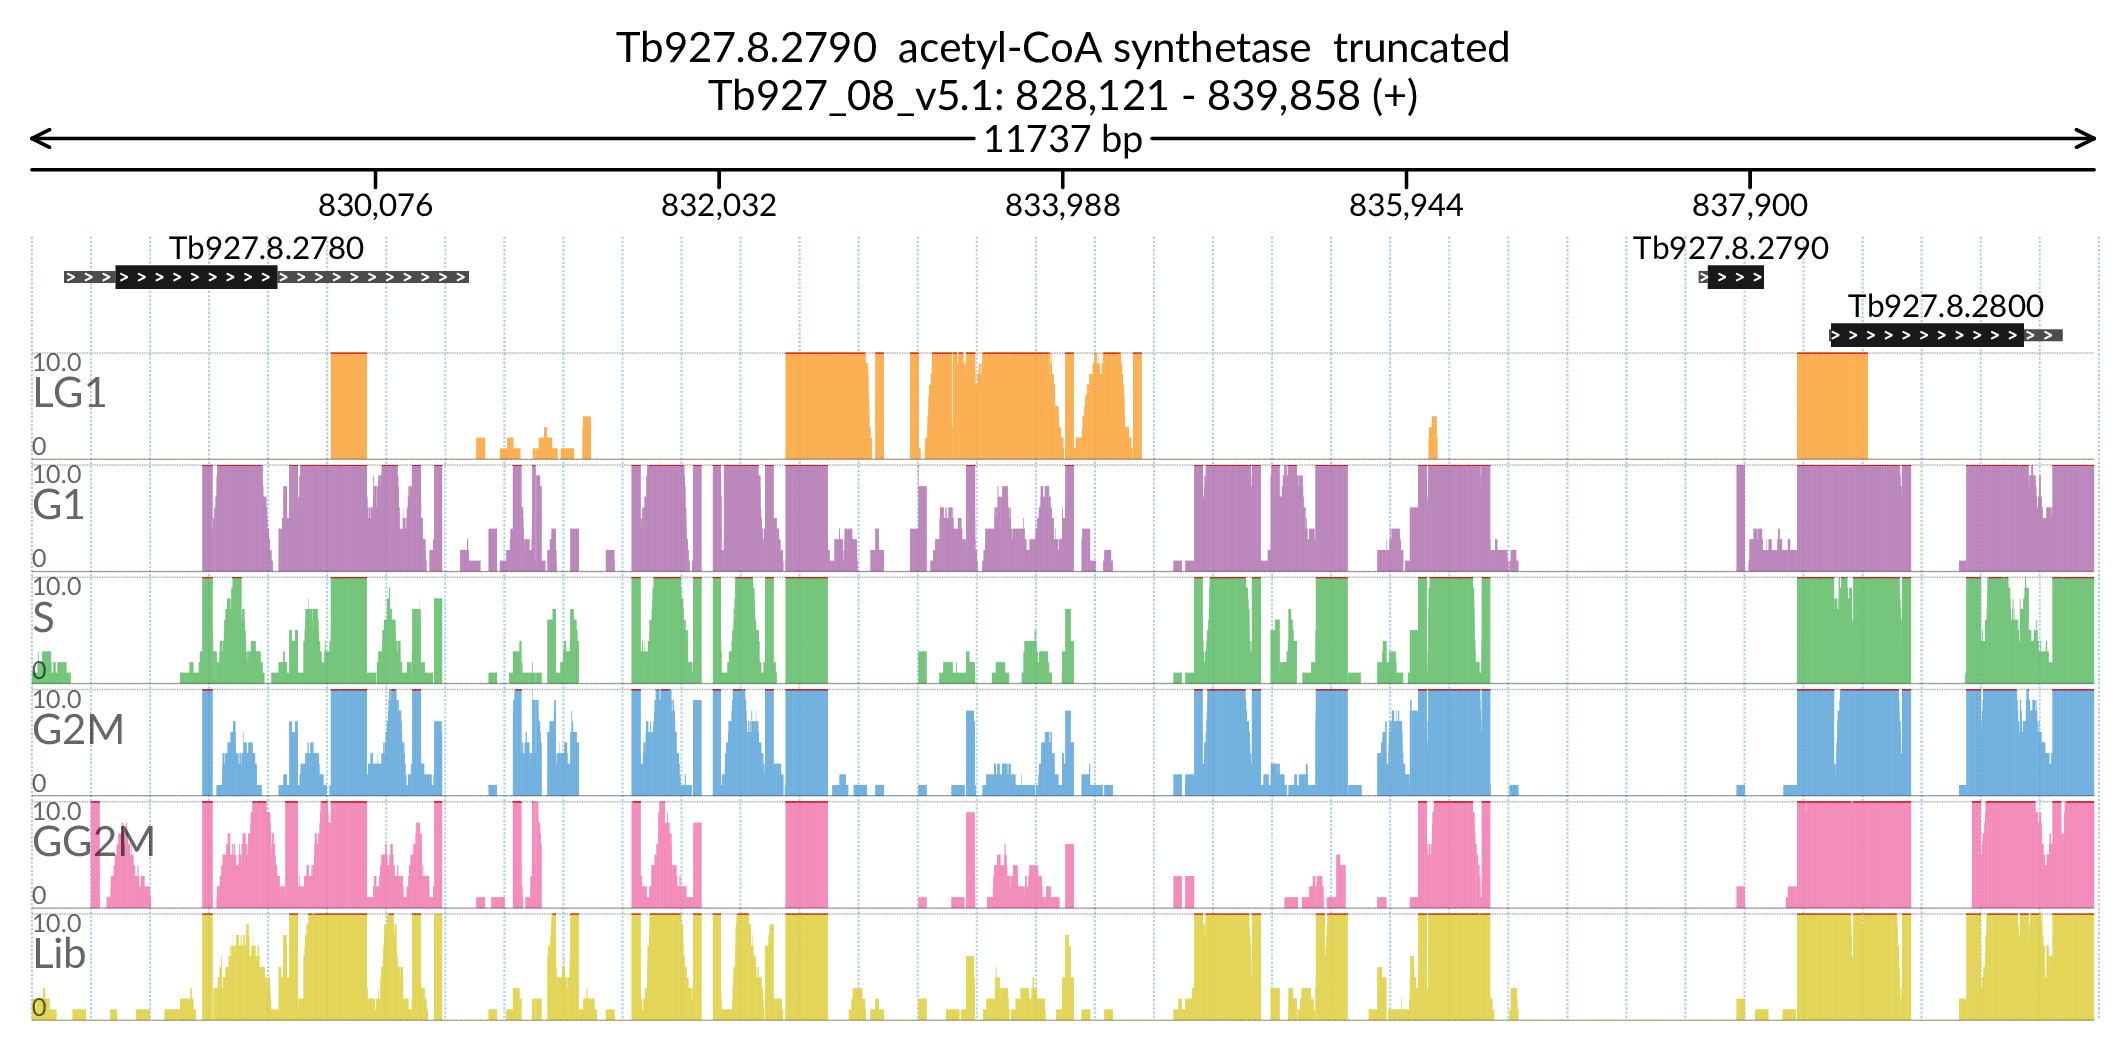 Tb927.8.2790 acetyl-CoA synthetase truncated
Tb927_08_v5.1: 828,121 - 839,858 (+)
11737 bp
830,076 832,032 833,988 835,944 837,900
Tb927.8.2780 Tb927.8.2790
Tb927.8.2800
10.0
LG1
0
10.0
G1
0
10.0
S
0
10.0
G2M
0
10.0
GG2M
0
10.0
Lib
0